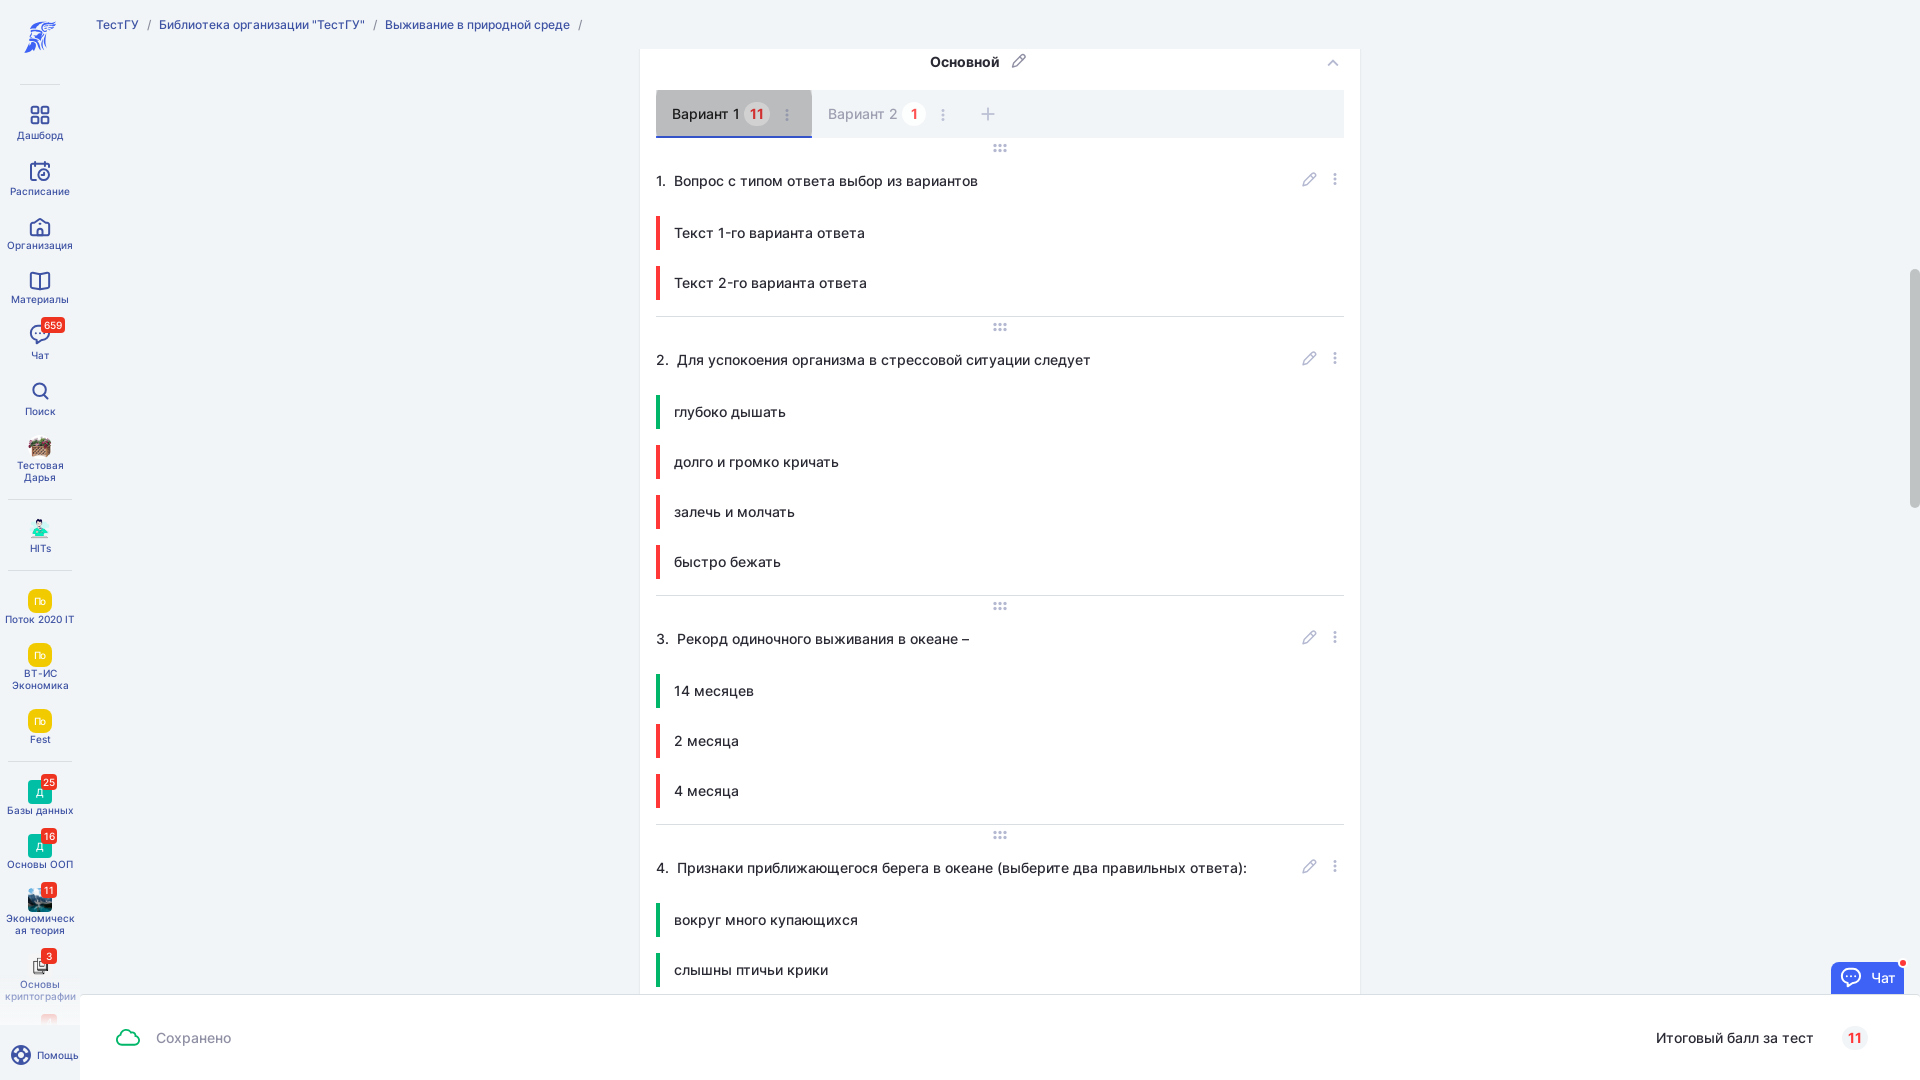 ТестГУ / Библиотека организации "ТестГУ" / Выживание в природной среде /
Дашборд
Расписание
Организация
Материалы
659
Чат
Поиск
Тестовая
Дарья
HITs
По
Поток 2020 IT
По
ВТ-ИС
Экономика
По
Fest
25
Д
Базы данных
16
Д
Основы ООП
11
Экономическ
ая теория
3
Основы
криптографии
Помощь
Основной
Вариант 1 11
Вариант 2 1
1. Вопрос с типом ответа выбор из вариантов
Текст 1-го варианта ответа
Текст 2-го варианта ответа
2. Для успокоения организма в стрессовой ситуации следует
глубоко дышать
долго и громко кричать
залечь и молчать
быстро бежать
3. Рекорд одиночного выживания в океане –
14 месяцев
2 месяца
4 месяца
4. Признаки приближающегося берега в океане (выберите два правильных ответа):
вокруг много купающихся
слышны птичьи крики
Чат
Сохранено
Итоговый балл за тест 11